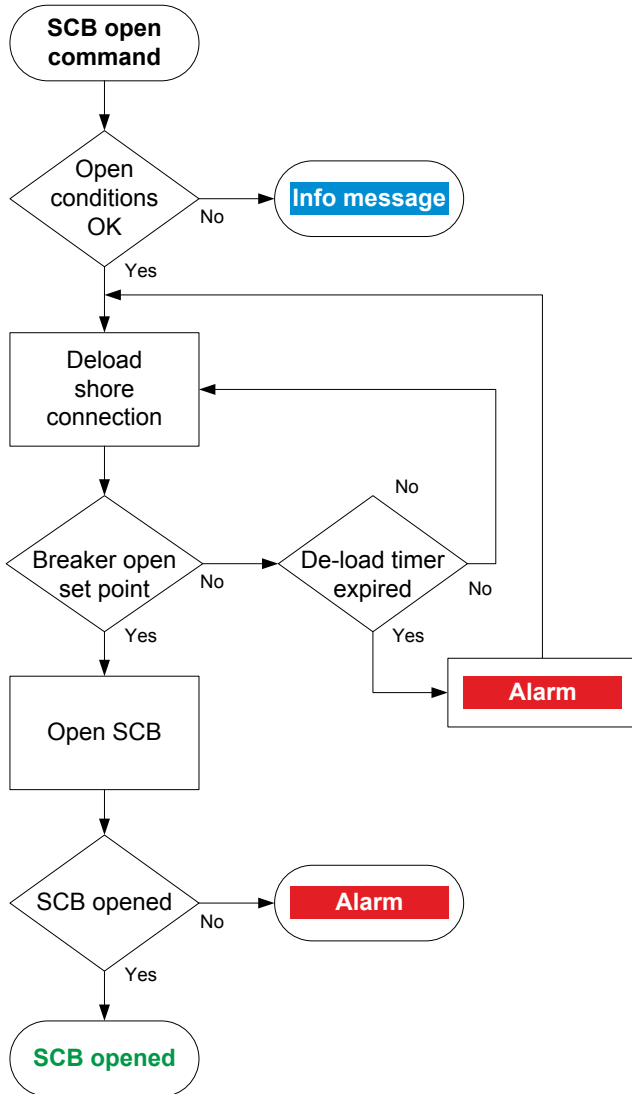 SCB open
command
Open
conditions
OK
No
Info message
Yes
Deload
shore
connection
No
Breaker open
set point
No
De-load timer
expired
No
Yes
Yes
Alarm
Open SCB
SCB opened
No
Alarm
Yes
SCB opened